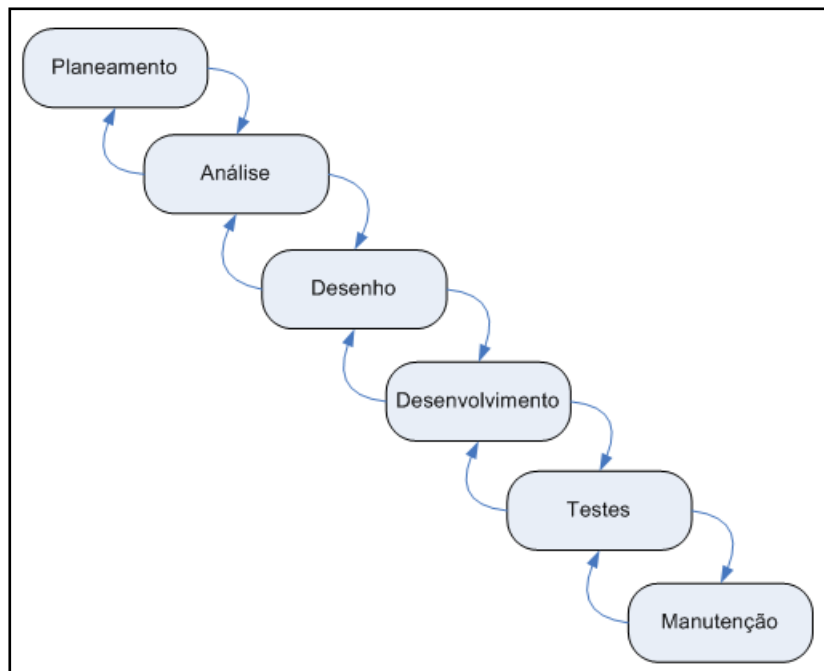 Planeamento
Análise
Desenho
Desenvolvimento
Testes
Manutenção